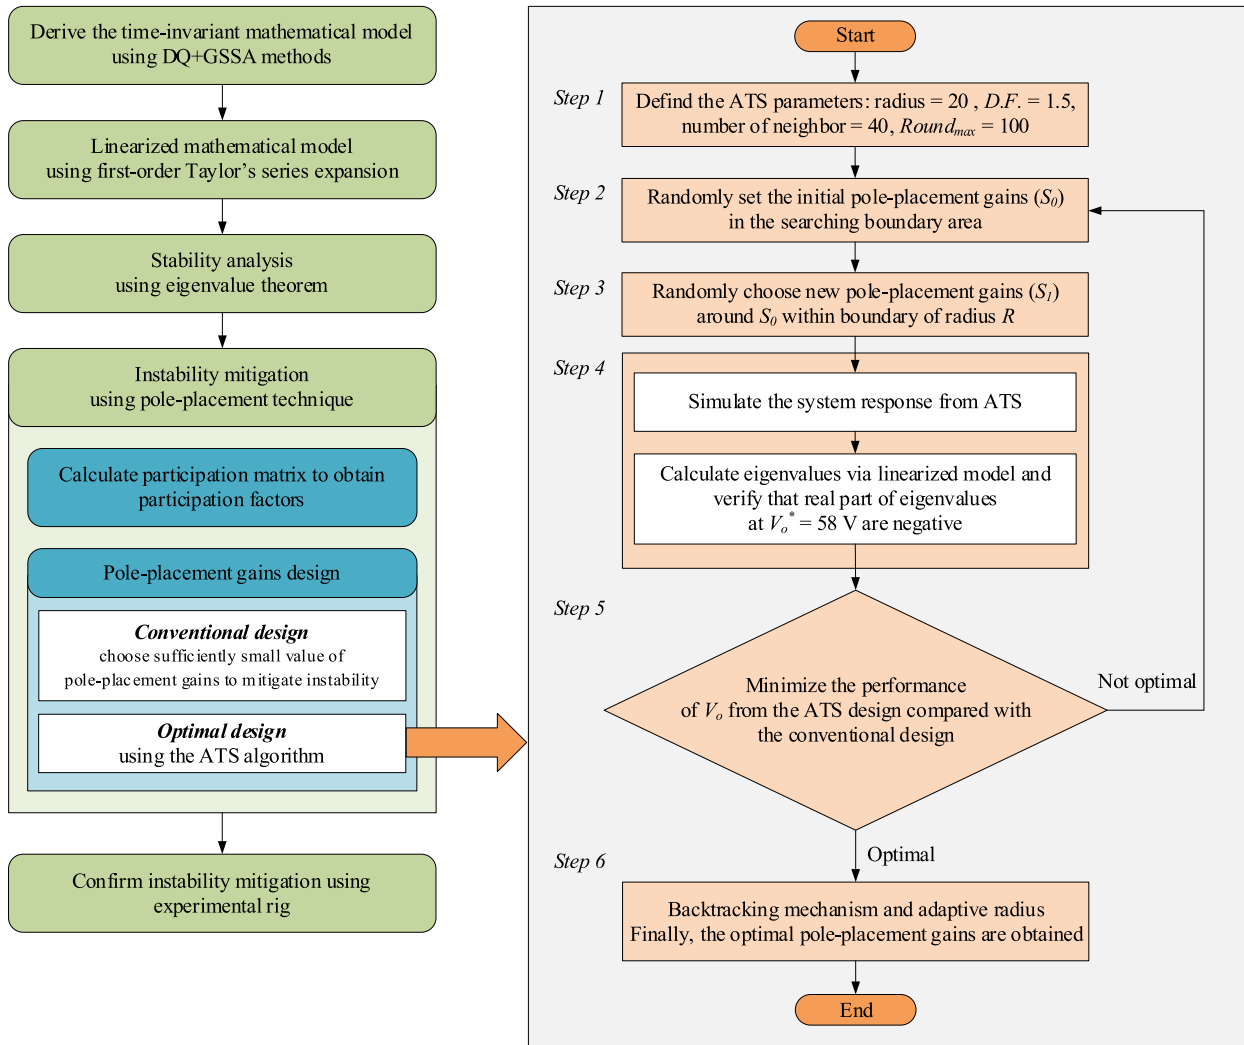 Derive the time-invariant mathematical model
using DQ+GSSA methods
Linearized mathematical model
using first-order Taylor's series expansion
Stability analysis
using eigenvalue theorem
Instability mitigation
using pole-placement technique
Calculate participation matrix to obtain
participation factors
Pole-placement gains design
Conventional design
choose sufficiently small value of
pole-placement gains to mitigate instability
Optimal design
using the ATS algorithm
Confirm instability mitigation using
experimental rig
Start
Step 1
Defind the ATS parameters: radius = 20 , D.F. = 1.5,
number of neighbor = 40, Round_max = 100
Step 2
Randomly set the initial pole-placement gains (S_0)
in the searching boundary area
Step 3
Randomly choose new pole-placement gains (S_1)
around S_0 within boundary of radius R
Step 4
Simulate the system response from ATS
Calculate eigenvalues via linearized model and
verify that real part of eigenvalues
at V_o^* = 58 V are negative
Step 5
Minimize the performance
of V_o from the ATS design compared with
the conventional design
Not optimal
Optimal
Step 6
Backtracking mechanism and adaptive radius
Finally, the optimal pole-placement gains are obtained
End